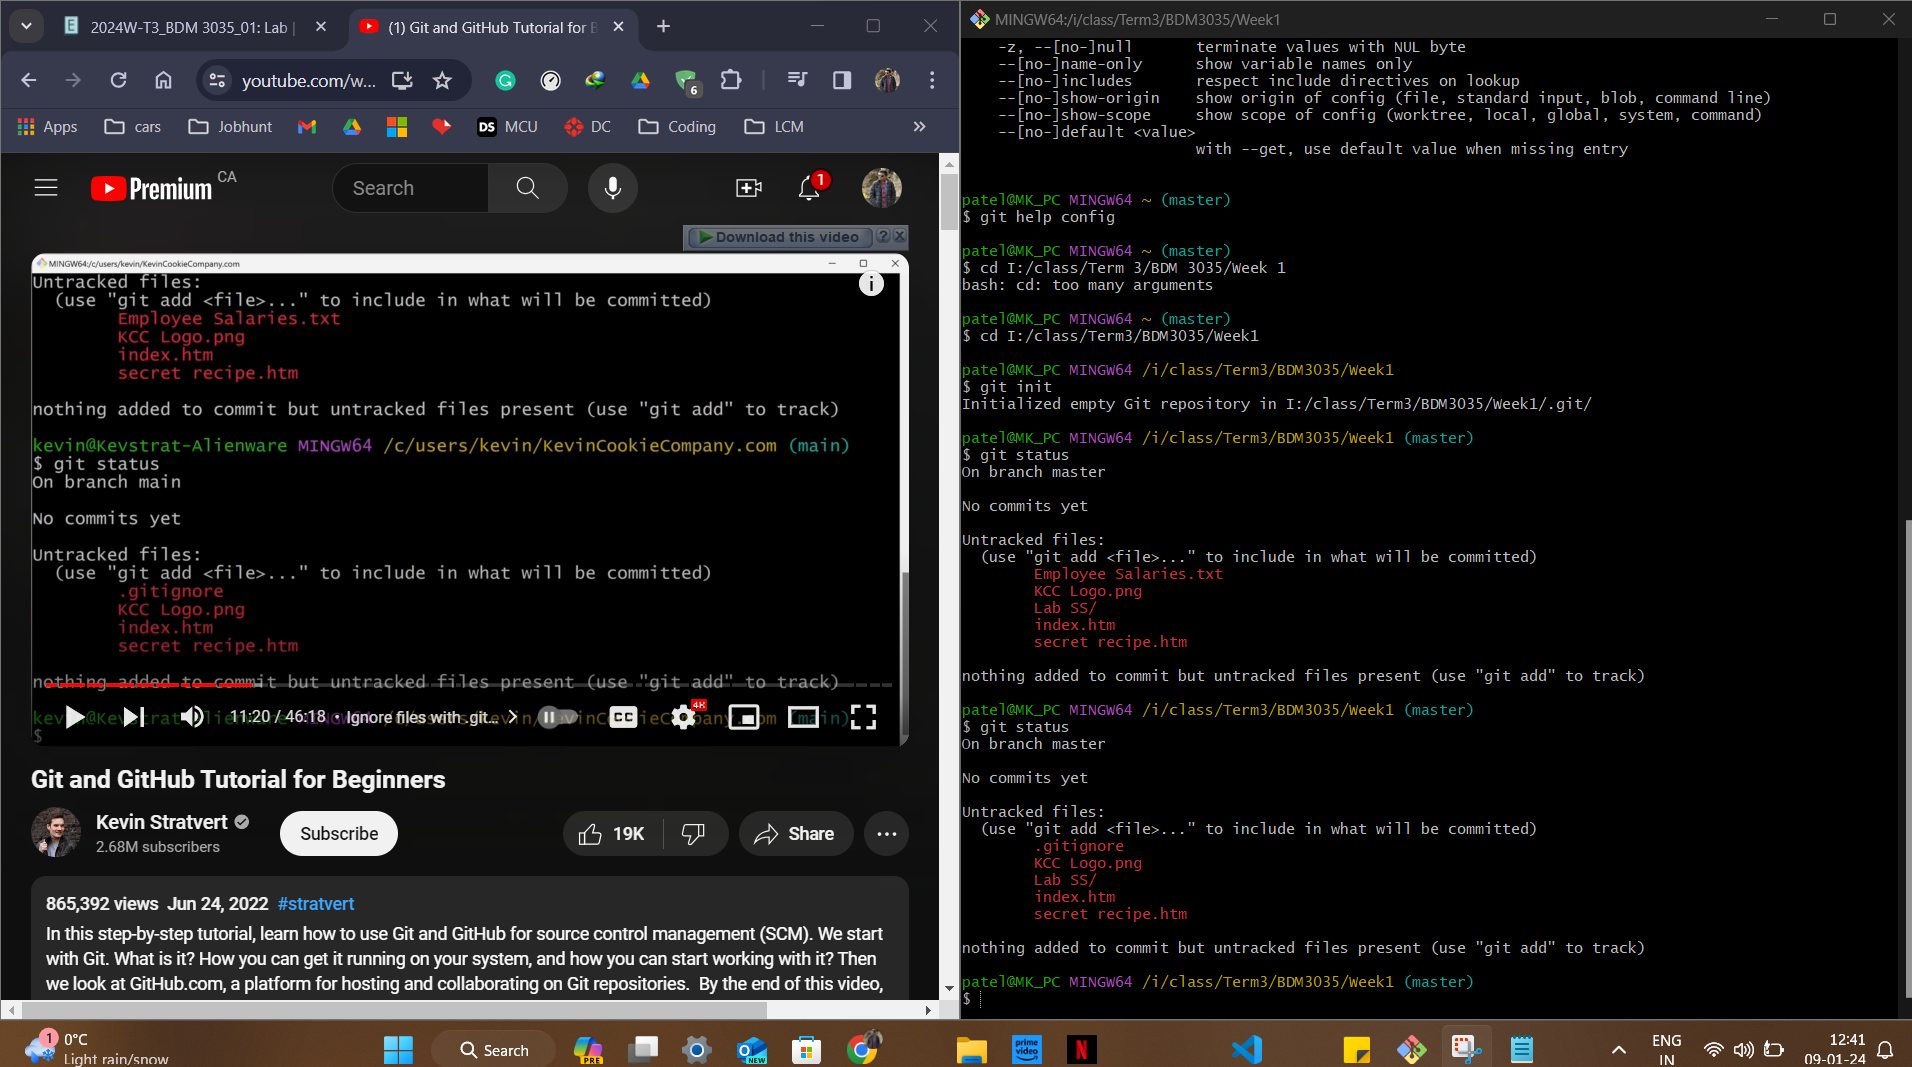 2024W-T3_BDM 3035_01: Lab |
(1) Git and GitHub Tutorial for B
youtube.com/w...
6
Apps
cars
Jobhunt
DS MCU
DC
Coding
LCM
»
Premium CA
Search
1
Download this video
MINGW64:/c/users/kevin/KevinCookieCompany.com
Untracked files:
(use "git add <file>..." to include in what will be committed)
Employee Salaries.txt
KCC Logo.png
index.htm
secret recipe.htm
nothing added to commit but untracked files present (use "git add" to track)
kevin@Kevstrat-Alienware MINGW64 /c/users/kevin/KevinCookieCompany.com (main)
$ git status
On branch main
No commits yet
Untracked files:
(use "git add <file>..." to include in what will be committed)
.gitignore
KCC Logo.png
index.htm
secret recipe.htm
nothing added to commit but untracked files present (use "git add" to track)
kevin@Kevstrat-Alienware MINGW64 /c/users/kevin/KevinCookieCompany.com (main)
$
11:20 / 46:18 • Ignore files with .git... >
CC
4K
Git and GitHub Tutorial for Beginners
Kevin Stratvert
2.68M subscribers
Subscribe
19K
Share
865,392 views Jun 24, 2022 #stratvert
In this step-by-step tutorial, learn how to use Git and GitHub for source control management (SCM). We start
with Git. What is it? How you can get it running on your system, and how you can start working with it? Then
we look at GitHub.com, a platform for hosting and collaborating on Git repositories. By the end of this video,
MINGW64:/i/class/Term3/BDM3035/Week1
-z, --[no-]null terminate values with NUL byte
--[no-]name-only show variable names only
--[no-]includes respect include directives on lookup
--[no-]show-origin show origin of config (file, standard input, blob, command line)
--[no-]show-scope show scope of config (worktree, local, global, system, command)
--[no-]default <value>
with --get, use default value when missing entry
patel@MK_PC MINGW64 ~ (master)
$ git help config
patel@MK_PC MINGW64 ~ (master)
$ cd I:/class/Term 3/BDM 3035/Week 1
bash: cd: too many arguments
patel@MK_PC MINGW64 ~ (master)
$ cd I:/class/Term3/BDM3035/Week1
patel@MK_PC MINGW64 /i/class/Term3/BDM3035/Week1
$ git init
Initialized empty Git repository in I:/class/Term3/BDM3035/Week1/.git/
patel@MK_PC MINGW64 /i/class/Term3/BDM3035/Week1 (master)
$ git status
On branch master
No commits yet
Untracked files:
(use "git add <file>..." to include in what will be committed)
Employee Salaries.txt
KCC Logo.png
Lab SS/
index.htm
secret recipe.htm
nothing added to commit but untracked files present (use "git add" to track)
patel@MK_PC MINGW64 /i/class/Term3/BDM3035/Week1 (master)
$ git status
On branch master
No commits yet
Untracked files:
(use "git add <file>..." to include in what will be committed)
.gitignore
KCC Logo.png
Lab SS/
index.htm
secret recipe.htm
nothing added to commit but untracked files present (use "git add" to track)
patel@MK_PC MINGW64 /i/class/Term3/BDM3035/Week1 (master)
$
1
0°C
Light rain/snow
Search
PRE
NEW
prime video
N
ENG
IN
12:41
09-01-24